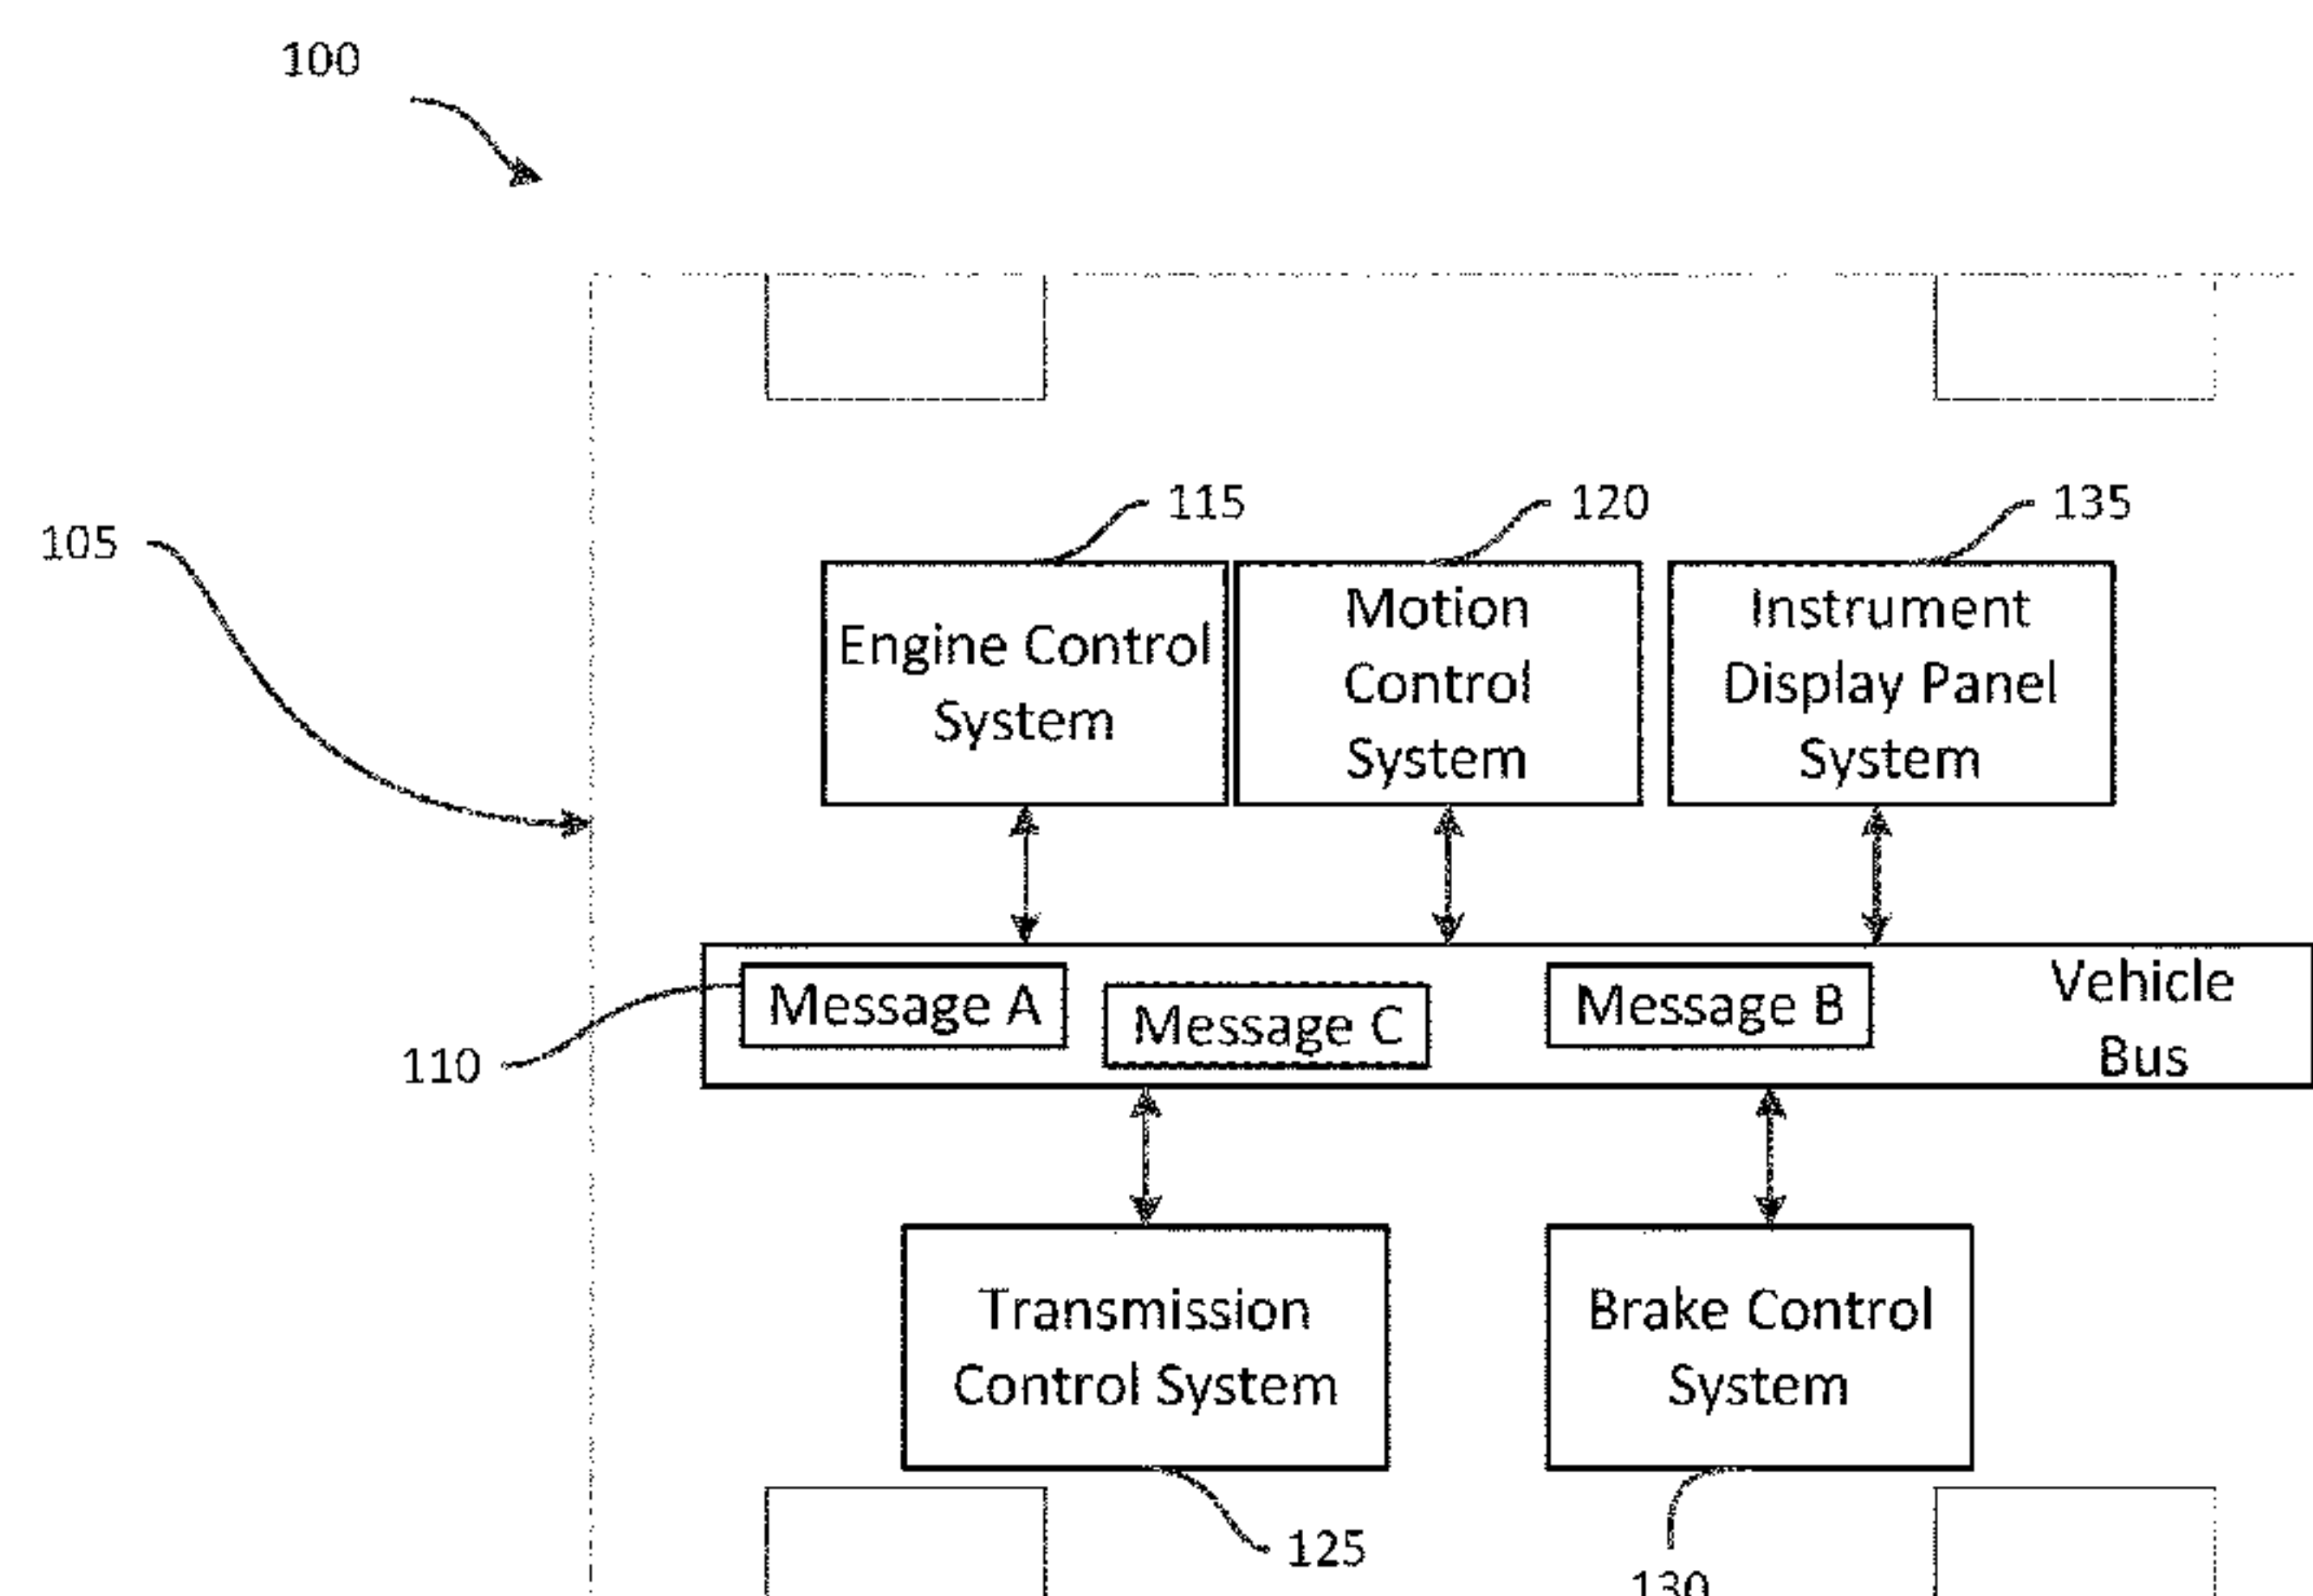 100
115
120
135
105
Engine Control
System
Motion
Control
System
Instrument
Display Panel
System
Message A
Message C
Message B
Vehicle
Bus
110
Transmission
Control System
Brake Control
System
125
130